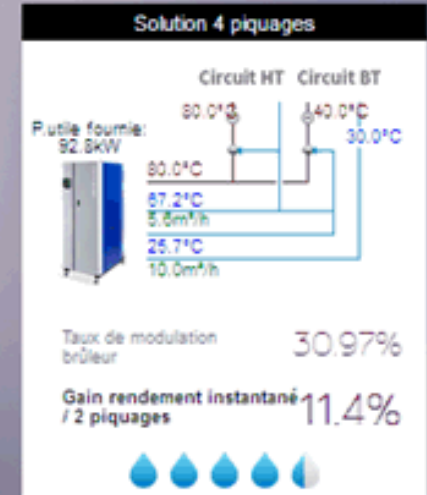 Solution 4 piquages
Circuit HT Circuit BT
80.0°C
40.0°C
30.0°C
P.utile fournie:
92.8kW
80.0°C
67.2°C
5.6m³/h
25.7°C
10.0m³/h
Taux de modulation
brûleur
30.97%
Gain rendement instantané
/ 2 piquages
11.4%